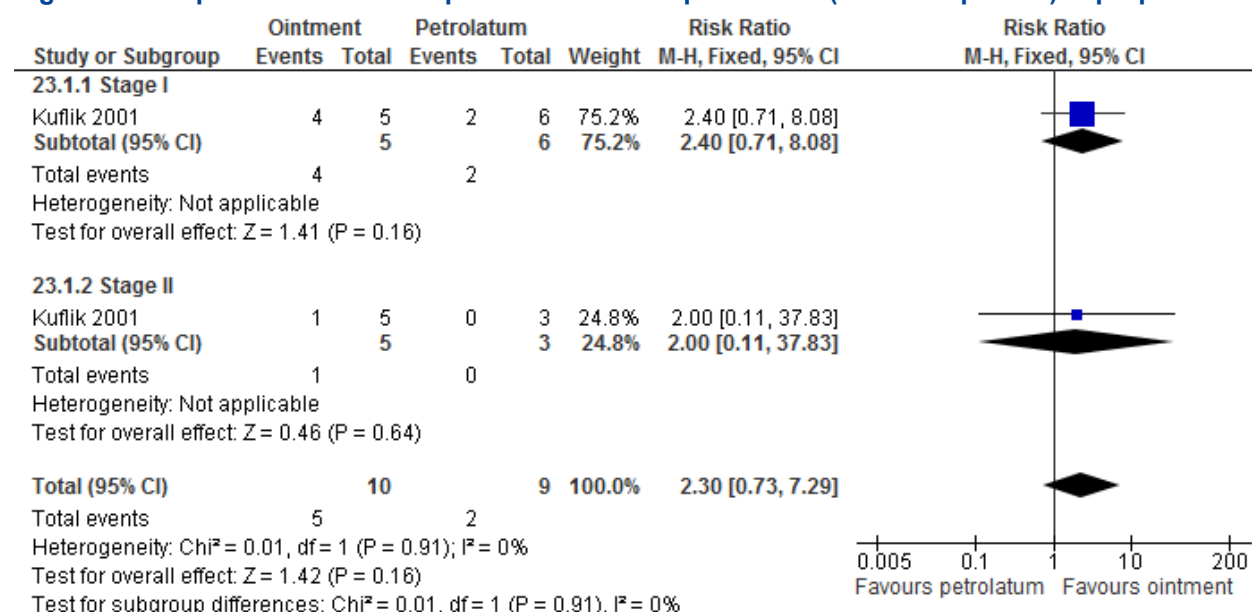 Ointment Petrolatum Risk Ratio Risk Ratio
Study or Subgroup Events Total Events Total Weight M-H, Fixed, 95% CI M-H, Fixed, 95% CI
23.1.1 Stage I
Kuflik 2001 4 5 2 6 75.2% 2.40 [0.71, 8.08]
Subtotal (95% CI) 5 6 75.2% 2.40 [0.71, 8.08]
Total events 4 2
Heterogeneity: Not applicable
Test for overall effect: Z = 1.41 (P = 0.16)
23.1.2 Stage II
Kuflik 2001 1 5 0 3 24.8% 2.00 [0.11, 37.83]
Subtotal (95% CI) 5 3 24.8% 2.00 [0.11, 37.83]
Total events 1 0
Heterogeneity: Not applicable
Test for overall effect: Z = 0.46 (P = 0.64)
Total (95% CI) 10 9 100.0% 2.30 [0.73, 7.29]
Total events 5 2
Heterogeneity: Chi² = 0.01, df = 1 (P = 0.91); I² = 0%
Test for overall effect: Z = 1.42 (P = 0.16)
Test for subgroup differences: Chi² = 0.01, df = 1 (P = 0.91), I² = 0%
0.005 0.1 1 10 200
Favours petrolatum Favours ointment